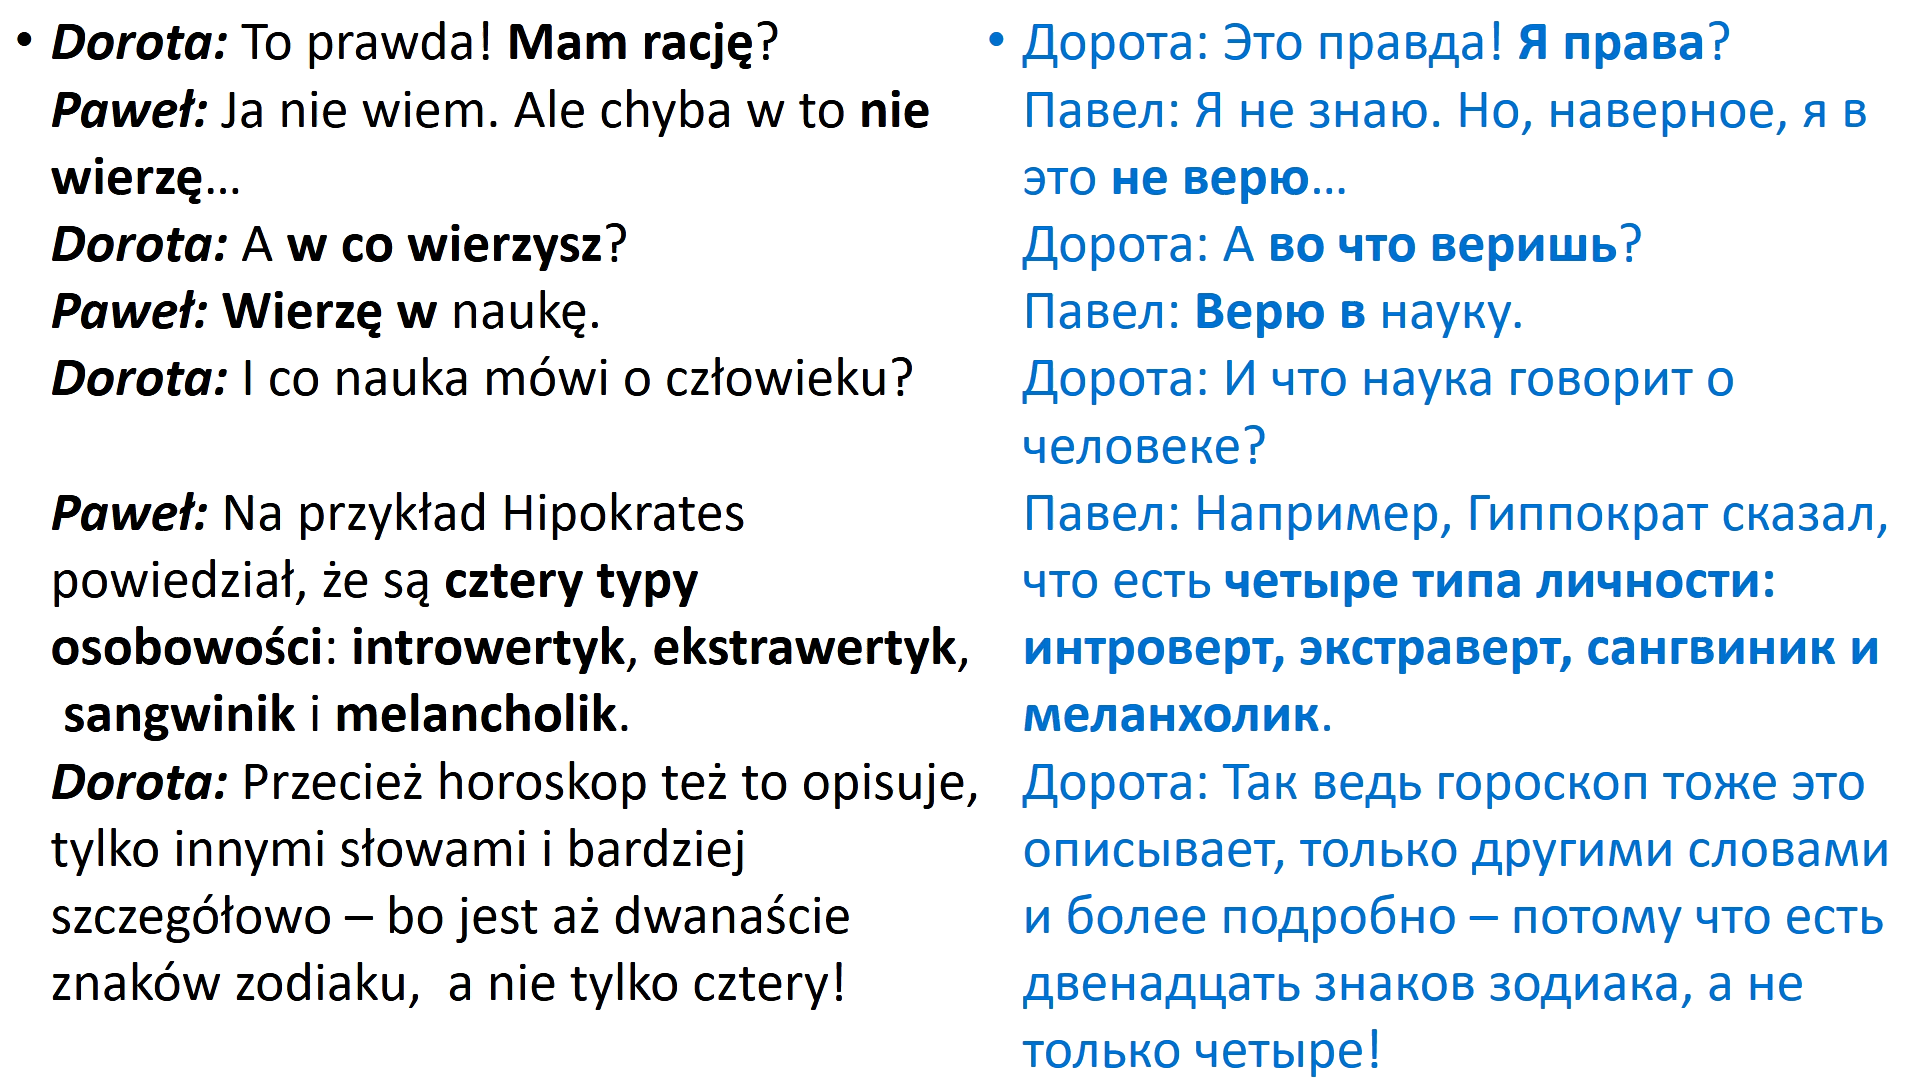 • Dorota: To prawda! Mam rację?
Paweł: Ja nie wiem. Ale chyba w to nie
wierzę…
Dorota: A w co wierzysz?
Paweł: Wierzę w naukę.
Dorota: I co nauka mówi o człowieku?
Paweł: Na przykład Hipokrates
powiedział, że są cztery typy
osobowości: introwertyk, ekstrawertyk,
sangwinik i melancholik.
Dorota: Przecież horoskop też to opisuje,
tylko innymi słowami i bardziej
szczegółowo – bo jest aż dwanaście
znaków zodiaku, a nie tylko cztery!
• Дорота: Это правда! Я права?
Павел: Я не знаю. Но, наверное, я в
это не верю…
Дорота: А во что веришь?
Павел: Верю в науку.
Дорота: И что наука говорит о
человеке?
Павел: Например, Гиппократ сказал,
что есть четыре типа личности:
интроверт, экстраверт, сангвиник и
меланхолик.
Дорота: Так ведь гороскоп тоже это
описывает, только другими словами
и более подробно – потому что есть
двенадцать знаков зодиака, а не
только четыре!